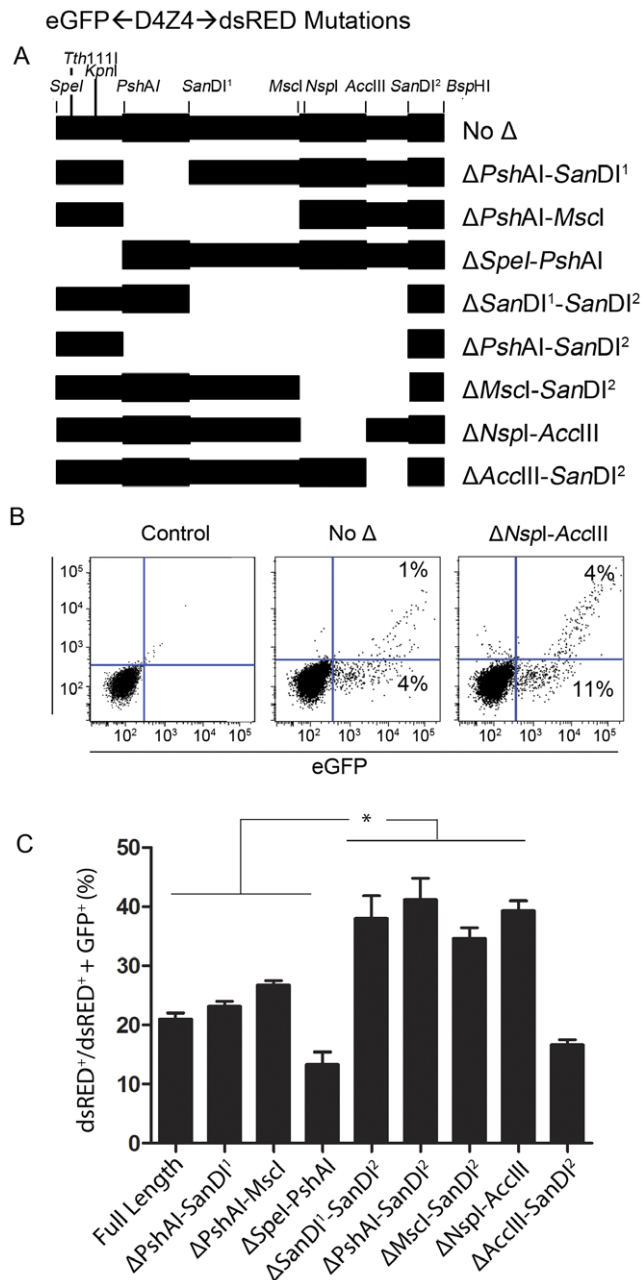 eGFP←D4Z4→dsRED Mutations
A
Tth111I
KpnI
SpeI PshAI SanDI¹ MscI NspI AccIII SanDI² BspHI
No Δ
ΔPshAI-SanDI¹
ΔPshAI-MscI
ΔSpeI-PshAI
ΔSanDI¹-SanDI²
ΔPshAI-SanDI²
ΔMscI-SanDI²
ΔNspI-AccIII
ΔAccIII-SanDI²
B
Control No Δ ΔNspI-AccIII
10⁵
10⁴
10³
10²
1% 4%
4% 11%
10² 10³ 10⁴ 10⁵ 10² 10³ 10⁴ 10⁵ 10² 10³ 10⁴ 10⁵
eGFP
C
*
dsRED⁺/dsRED⁺ + GFP⁺ (%)
50
40
30
20
10
0
Full Length
ΔPshAI-SanDI¹
ΔPshAI-MscI
ΔSpeI-PshAI
ΔSanDI¹-SanDI²
ΔPshAI-SanDI²
ΔMscI-SanDI²
ΔNspI-AccIII
ΔAccIII-SanDI²